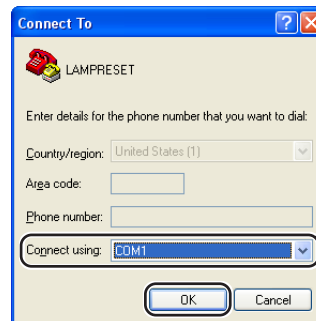 Connect To
LAMPRESET
Enter details for the phone number that you want to dial:
Country/region: United States (1)
Area code:
Phone number:
Connect using: COM1
OK Cancel